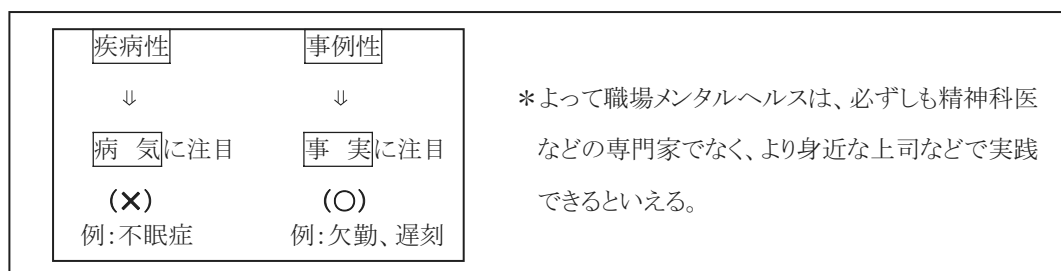 疾病性 事例性
⇓ ⇓
病 気に注目 事 実に注目
(×) (○)
例:不眠症 例:欠勤、遅刻
＊よって職場メンタルヘルスは、必ずしも精神科医
などの専門家でなく、より身近な上司などで実践
できるといえる。